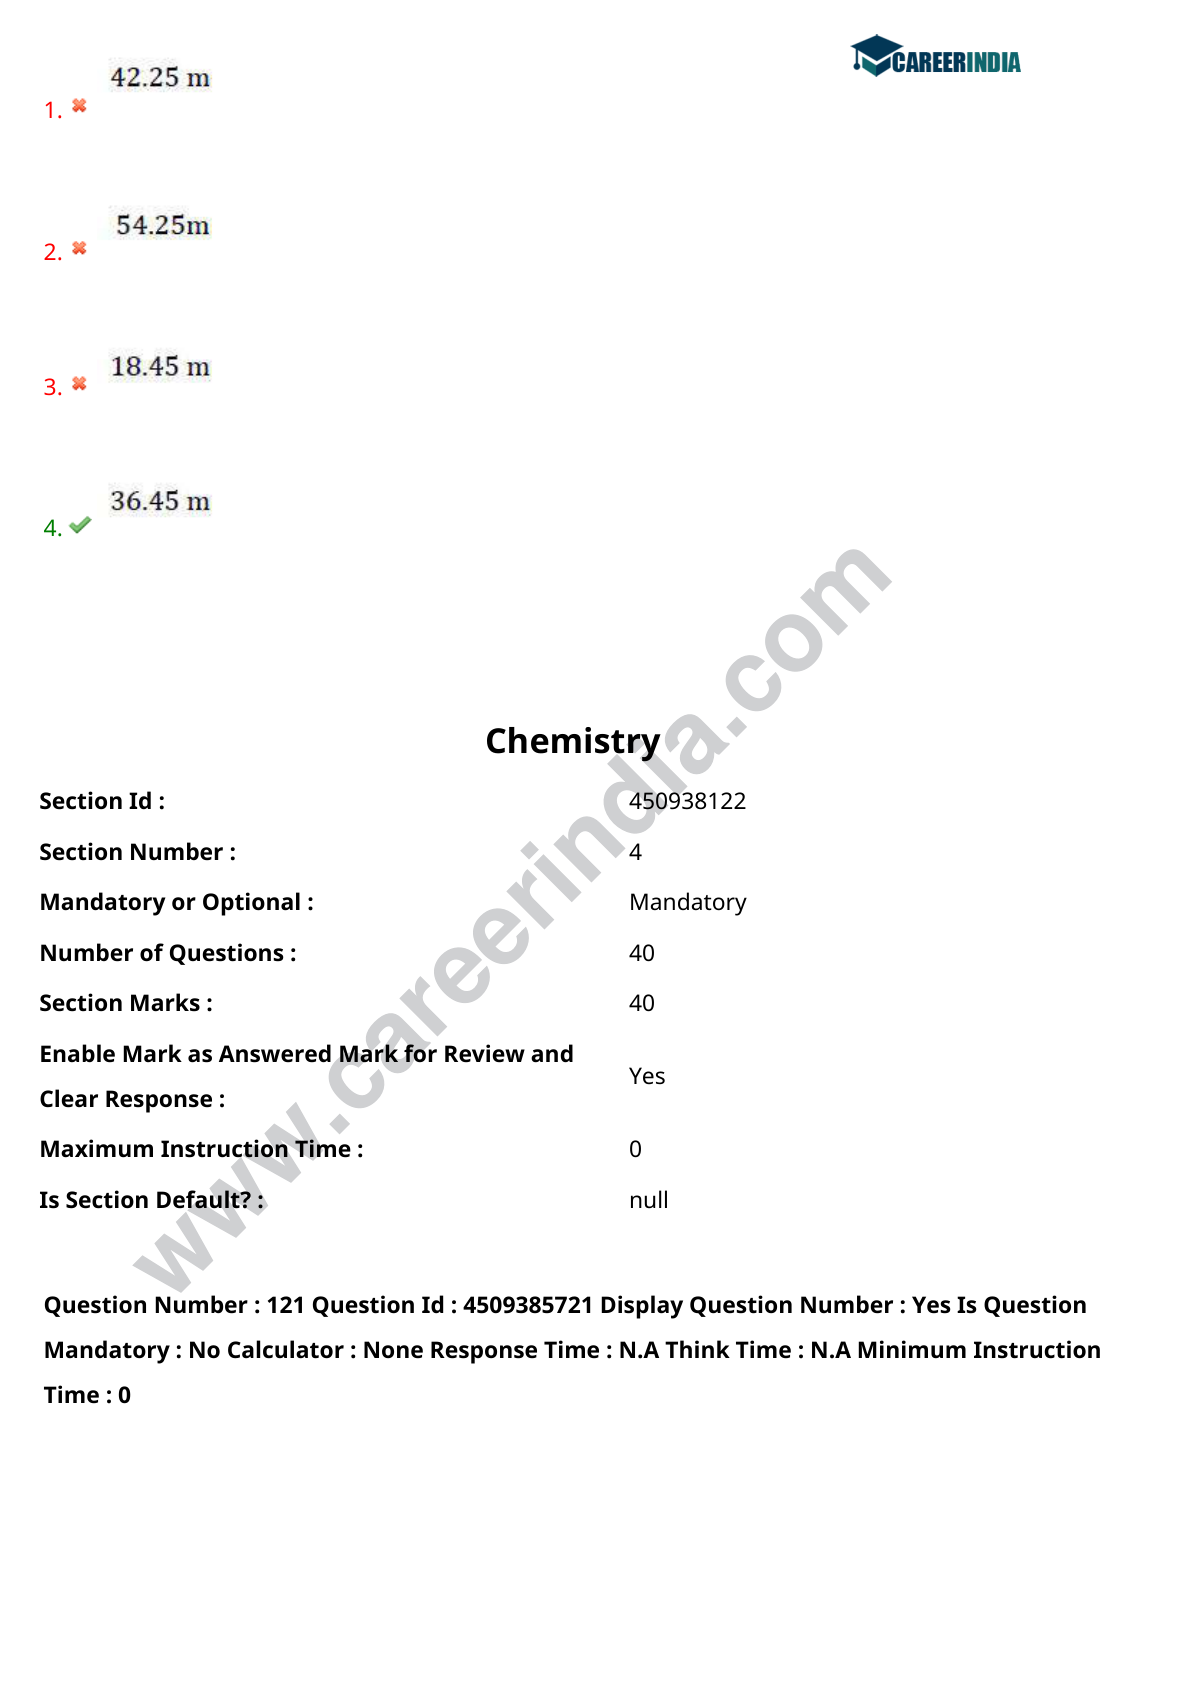 CAREERINDIA
42.25 m
1.
54.25m
2.
18.45 m
3.
36.45 m
4.
www.careerindia.com
Chemistry
Section Id : 450938122
Section Number : 4
Mandatory or Optional : Mandatory
Number of Questions : 40
Section Marks : 40
Enable Mark as Answered Mark for Review and
Clear Response : Yes
Maximum Instruction Time : 0
Is Section Default? : null
Question Number : 121 Question Id : 4509385721 Display Question Number : Yes Is Question
Mandatory : No Calculator : None Response Time : N.A Think Time : N.A Minimum Instruction
Time : 0